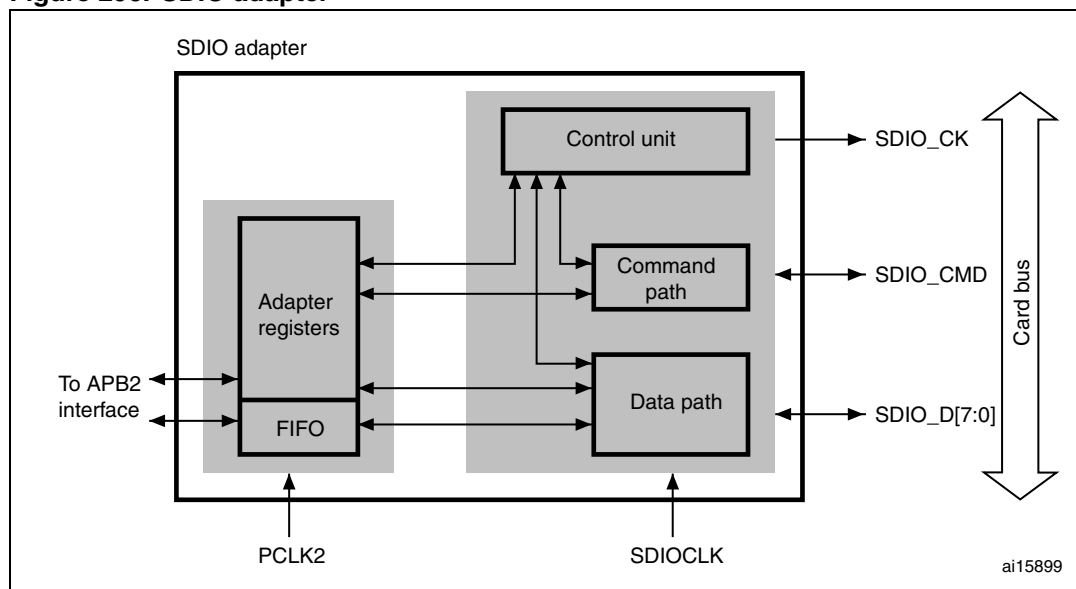 SDIO adapter
Control unit
SDIO_CK
Command
path
SDIO_CMD
Adapter
registers
Card bus
To APB2
interface
FIFO
Data path
SDIO_D[7:0]
PCLK2
SDIOCLK
ai15899